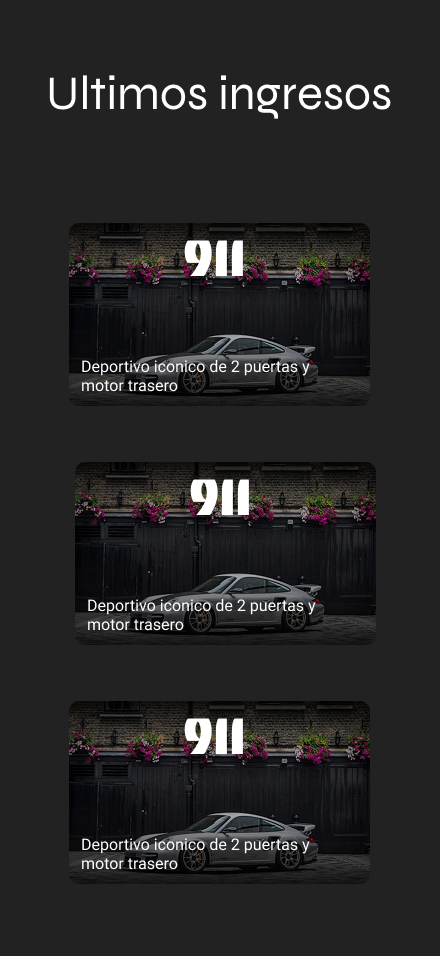 Ultimos ingresos
911
Deportivo iconico de 2 puertas y
motor trasero
911
Deportivo iconico de 2 puertas y
motor trasero
911
Deportivo iconico de 2 puertas y
motor trasero